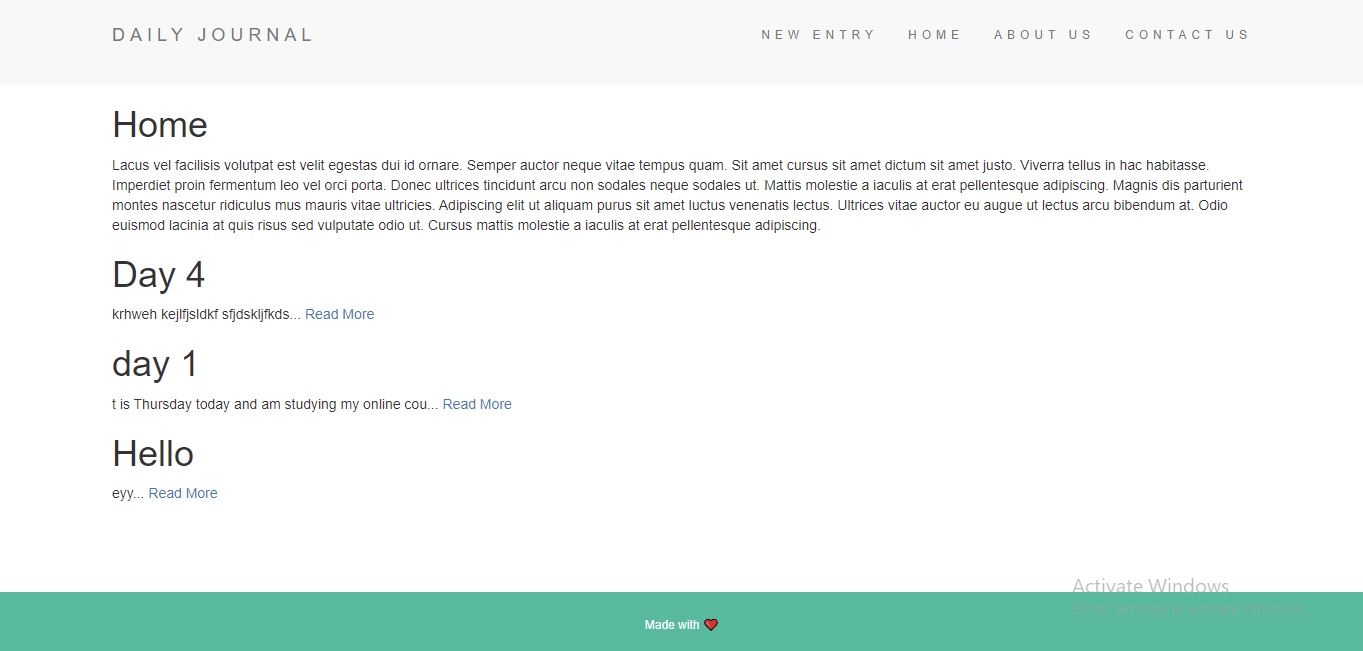 DAILY JOURNAL
NEW ENTRY HOME ABOUT US CONTACT US
Home
Lacus vel facilisis volutpat est velit egestas dui id ornare. Semper auctor neque vitae tempus quam. Sit amet cursus sit amet dictum sit amet justo. Viverra tellus in hac habitasse.
Imperdiet proin fermentum leo vel orci porta. Donec ultrices tincidunt arcu non sodales neque sodales ut. Mattis molestie a iaculis at erat pellentesque adipiscing. Magnis dis parturient
montes nascetur ridiculus mus mauris vitae ultricies. Adipiscing elit ut aliquam purus sit amet luctus venenatis lectus. Ultrices vitae auctor eu augue ut lectus arcu bibendum at. Odio
euismod lacinia at quis risus sed vulputate odio ut. Cursus mattis molestie a iaculis at erat pellentesque adipiscing.
Day 4
krhweh kejlfjsldkf sfjdskljfkds... Read More
day 1
t is Thursday today and am studying my online cou... Read More
Hello
eyy... Read More
Activate Windows
Go to Settings to activate Windows.
Made with ❤️